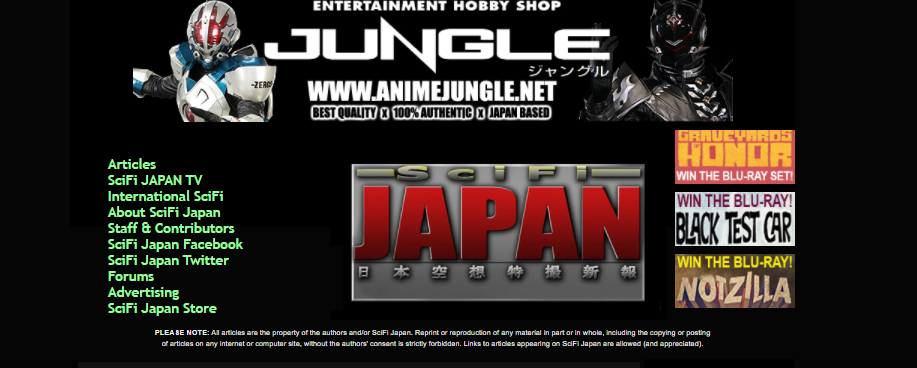 ENTERTAINMENT HOBBY SHOP
JUNGLE
ジャングル
-ZERO
WWW.ANIMEJUNGLE.NET
BEST QUALITY x 100% AUTHENTIC x JAPAN BASED
Articles
SciFi JAPAN TV
International SciFi
About SciFi Japan
Staff & Contributors
SciFi Japan Facebook
SciFi Japan Twitter
Forums
Advertising
SciFi Japan Store
SciFi
JAPAN
日本空想特撮新報
GRAVEYARDS
OF HONOR
WIN THE BLU-RAY SET!
WIN THE BLU-RAY!
BLACK TEST CAR
WIN THE BLU-RAY!
NOTZILLA
PLEASE NOTE: All articles are the property of the authors and/or SciFi Japan. Reprint or reproduction of any material in part or in whole, including the copying or posting
of articles on any internet or computer site, without the authors' consent is strictly forbidden. Links to articles appearing on SciFi Japan are allowed (and appreciated).